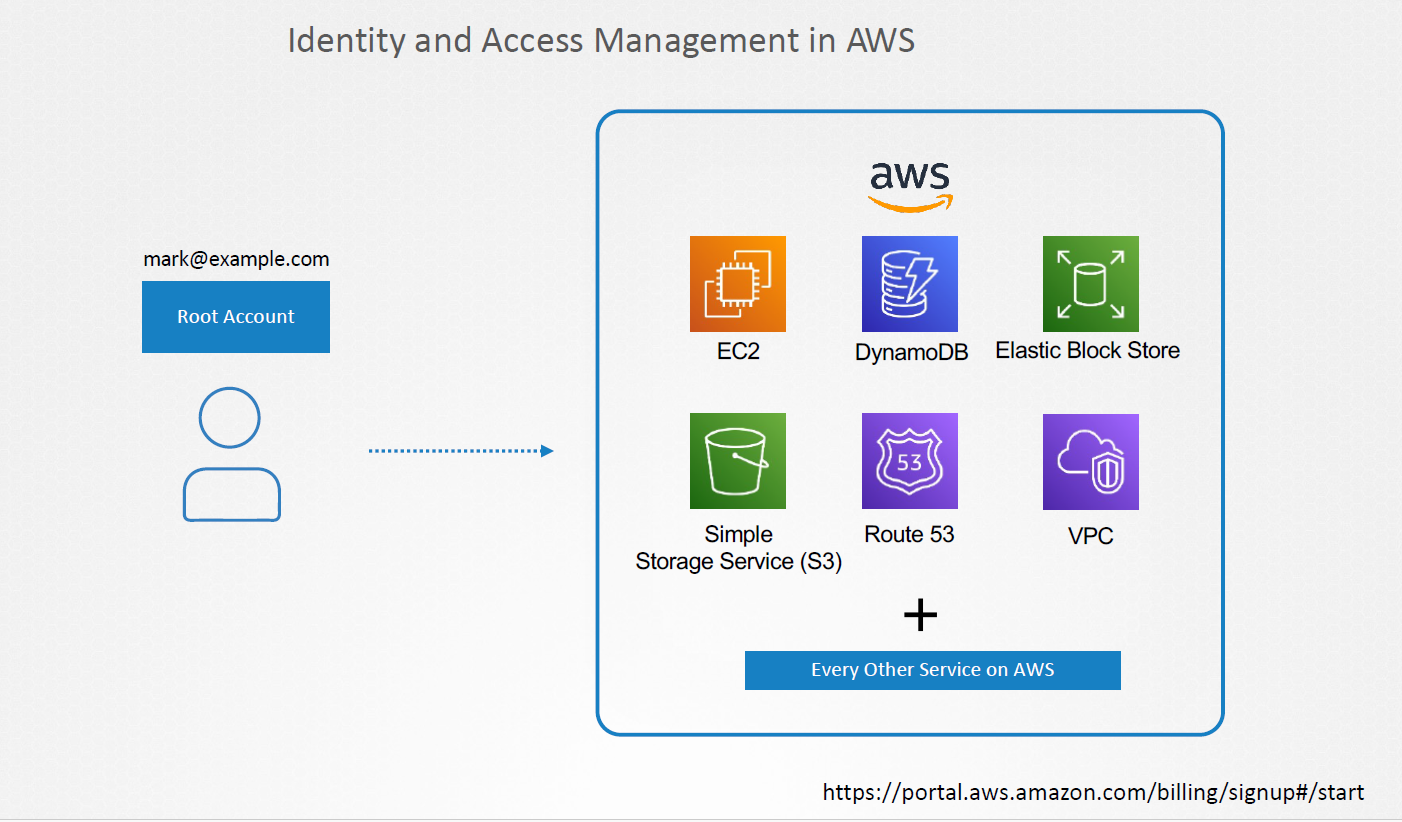 Identity and Access Management in AWS
aws
mark@example.com
Root Account
EC2
DynamoDB
Elastic Block Store
53
Simple
Storage Service (S3)
Route 53
VPC
+
Every Other Service on AWS
https://portal.aws.amazon.com/billing/signup#/start